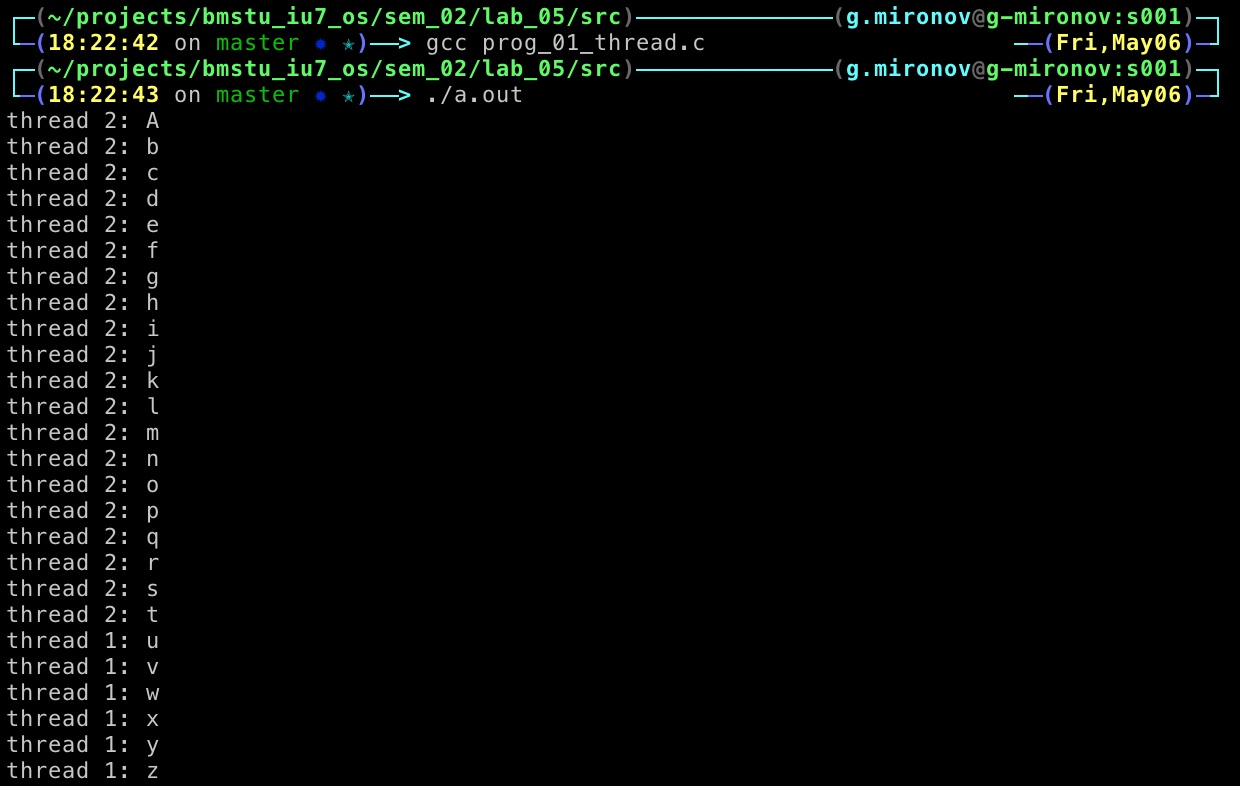 ┌─(~/projects/bmstu_iu7_os/sem_02/lab_05/src)──────────────(g.mironov@g-mironov:s001)─┐
└─(18:22:42 on master ✹ ✭)──> gcc prog_01_thread.c ──(Fri,May06)─┘
┌─(~/projects/bmstu_iu7_os/sem_02/lab_05/src)──────────────(g.mironov@g-mironov:s001)─┐
└─(18:22:43 on master ✹ ✭)──> ./a.out ──(Fri,May06)─┘
thread 2: A
thread 2: b
thread 2: c
thread 2: d
thread 2: e
thread 2: f
thread 2: g
thread 2: h
thread 2: i
thread 2: j
thread 2: k
thread 2: l
thread 2: m
thread 2: n
thread 2: o
thread 2: p
thread 2: q
thread 2: r
thread 2: s
thread 2: t
thread 1: u
thread 1: v
thread 1: w
thread 1: x
thread 1: y
thread 1: z